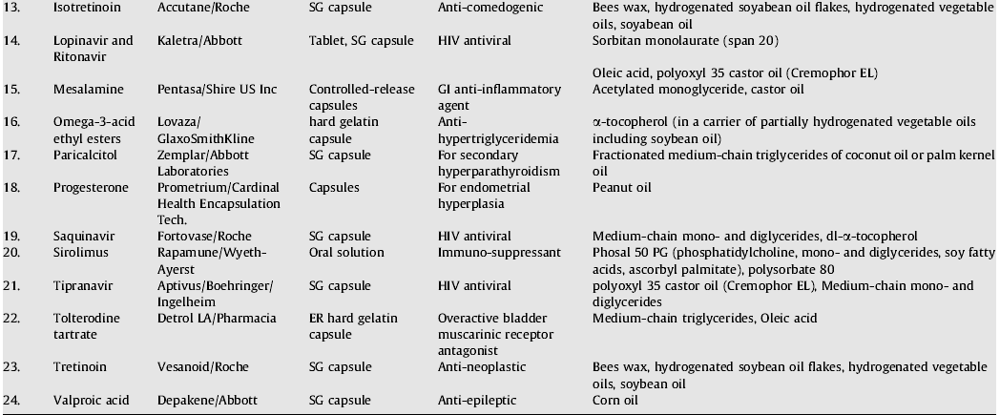 13. Isotretinoin Accutane/Roche SG capsule Anti-comedogenic Bees wax, hydrogenated soyabean oil flakes, hydrogenated vegetable
oils, soyabean oil
14. Lopinavir and Kaletra/Abbott Tablet, SG capsule HIV antiviral Sorbitan monolaurate (span 20)
Ritonavir
Oleic acid, polyoxyl 35 castor oil (Cremophor EL)
15. Mesalamine Pentasa/Shire US Inc Controlled-release GI anti-inflammatory Acetylated monoglyceride, castor oil
capsules agent
16. Omega-3-acid Lovaza/ hard gelatin Anti- α-tocopherol (in a carrier of partially hydrogenated vegetable oils
ethyl esters GlaxoSmithKline capsule hypertriglyceridemia including soybean oil)
17. Paricalcitol Zemplar/Abbott SG capsule For secondary Fractionated medium-chain triglycerides of coconut oil or palm kernel
Laboratories hyperparathyroidism oil
18. Progesterone Prometrium/Cardinal Capsules For endometrial Peanut oil
Health Encapsulation hyperplasia
Tech.
19. Saquinavir Fortovase/Roche SG capsule HIV antiviral Medium-chain mono- and diglycerides, dl-α-tocopherol
20. Sirolimus Rapamune/Wyeth- Oral solution Immuno-suppressant Phosal 50 PG (phosphatidylcholine, mono- and diglycerides, soy fatty
Ayerst acids, ascorbyl palmitate), polysorbate 80
21. Tipranavir Aptivus/Boehringer/ SG capsule HIV antiviral polyoxyl 35 castor oil (Cremophor EL), Medium-chain mono- and
Ingelheim diglycerides
22. Tolterodine Detrol LA/Pharmacia ER hard gelatin Overactive bladder Medium-chain triglycerides, Oleic acid
tartrate capsule muscarinic receptor
antagonist
23. Tretinoin Vesanoid/Roche SG capsule Anti-neoplastic Bees wax, hydrogenated soybean oil flakes, hydrogenated vegetable
oils, soybean oil
24. Valproic acid Depakene/Abbott SG capsule Anti-epileptic Corn oil